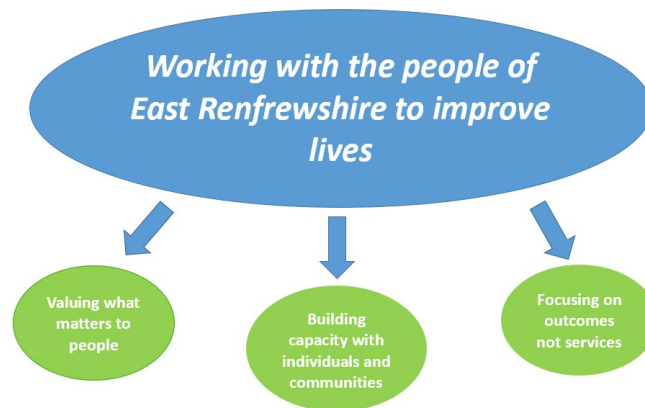 Working with the people of
East Renfrewshire to improve
lives
Valuing what
matters to
people
Building
capacity with
individuals and
communities
Focusing on
outcomes
not services